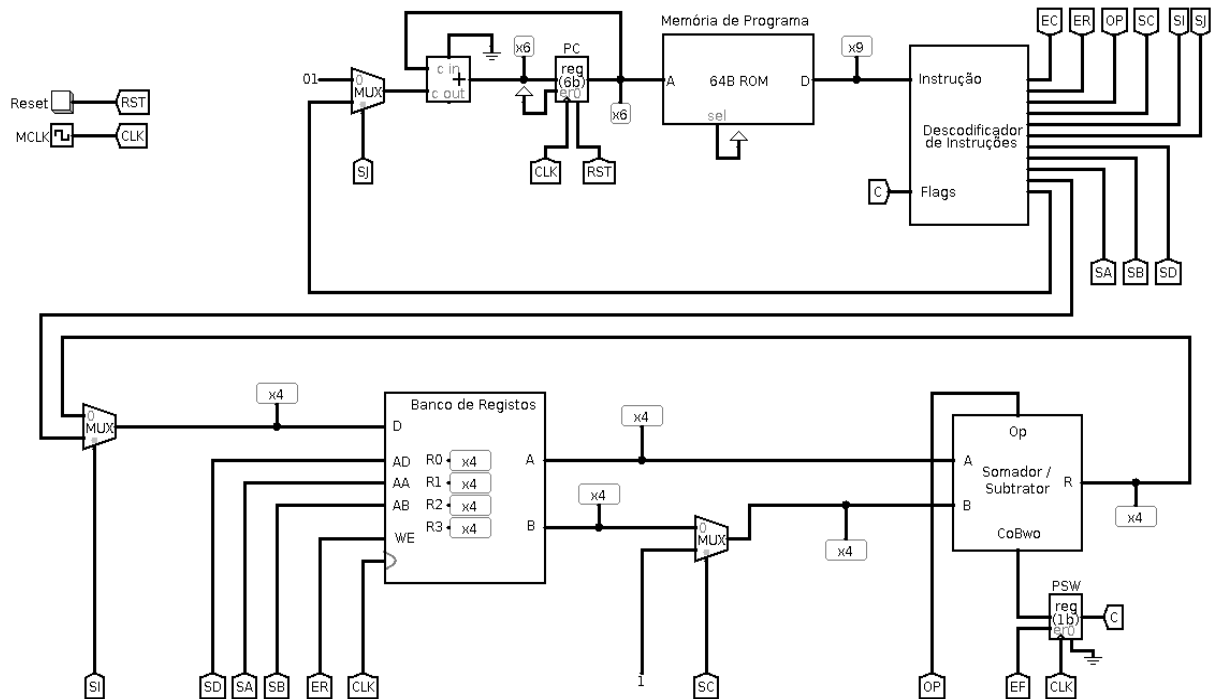 Memória de Programa
EC ER OP SC SI SJ
x6 PC x9
01 0 MUX c in + c out reg (6b) er0 A 64B ROM D Instrução
sel
x6
Reset RST
MCLK CLK
Descodificador de Instruções
SJ CLK RST C Flags
SA SB SD
x4 Banco de Registos x4
0 MUX D Op
AD R0 x4 A A Somador / Subtrator R
AA R1 x4
AB R2 x4 x4 B x4
R3 x4 B 0 MUX x4
WE CoBwo
PSW
reg (1b) er0 C
SI SD SA SB ER CLK 1 SC OP EF CLK